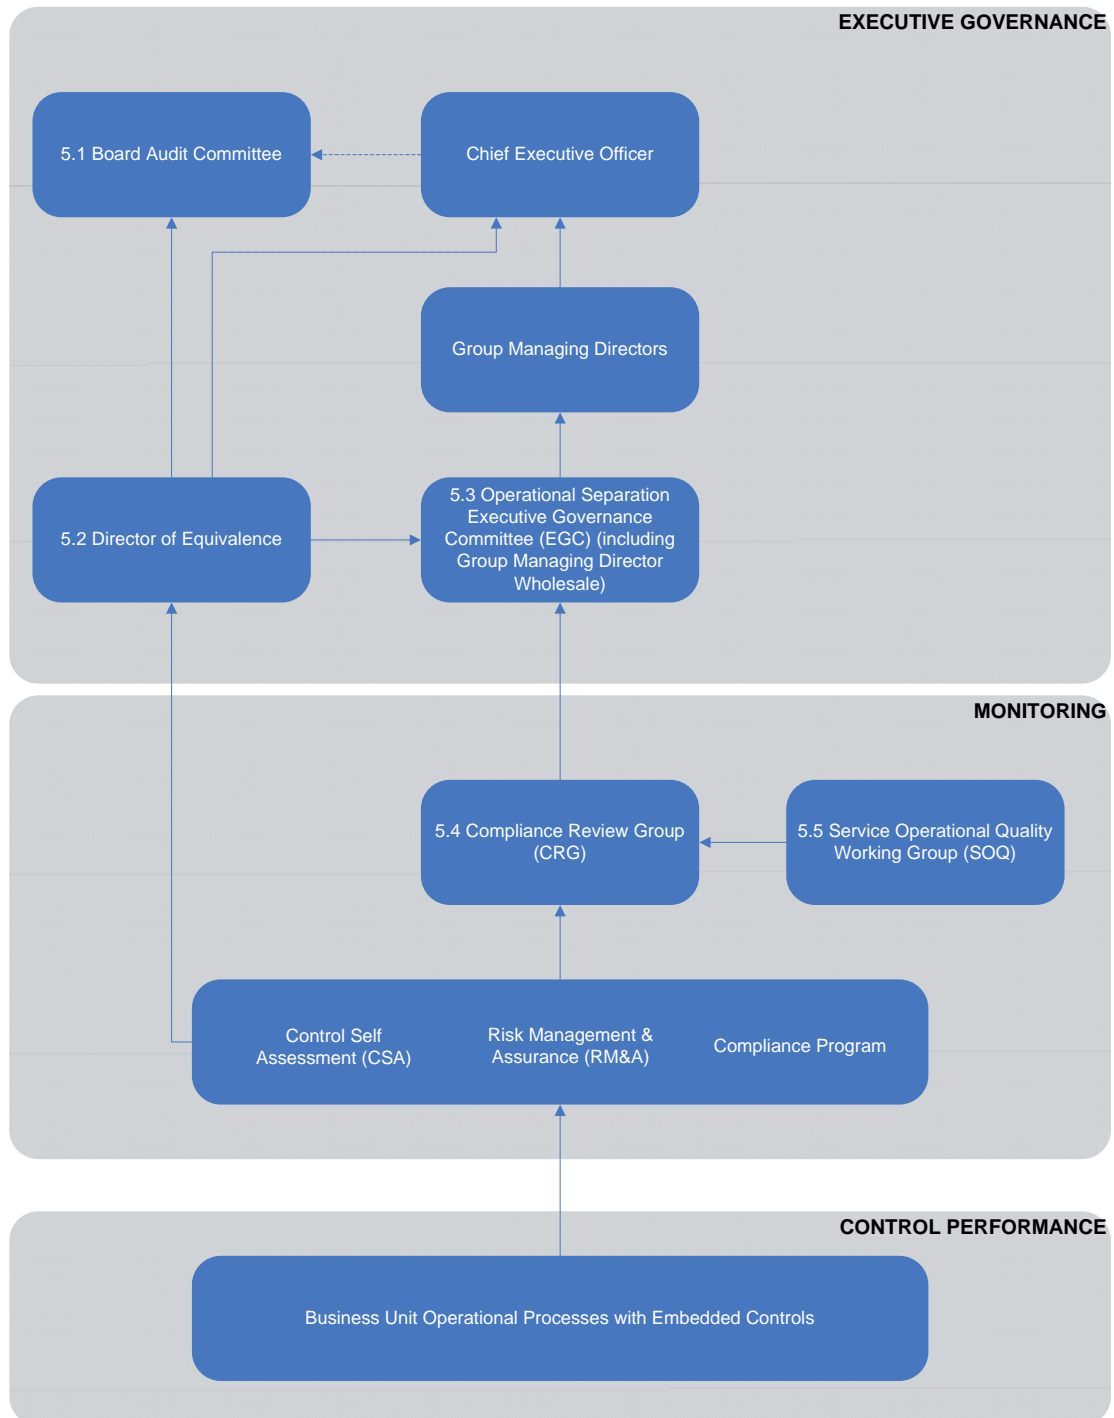 EXECUTIVE GOVERNANCE
5.1 Board Audit Committee
Chief Executive Officer
Group Managing Directors
5.2 Director of Equivalence
5.3 Operational Separation
Executive Governance
Committee (EGC) (including
Group Managing Director
Wholesale)
MONITORING
5.4 Compliance Review Group
(CRG)
5.5 Service Operational Quality
Working Group (SOQ)
Control Self
Assessment (CSA)
Risk Management &
Assurance (RM&A)
Compliance Program
CONTROL PERFORMANCE
Business Unit Operational Processes with Embedded Controls